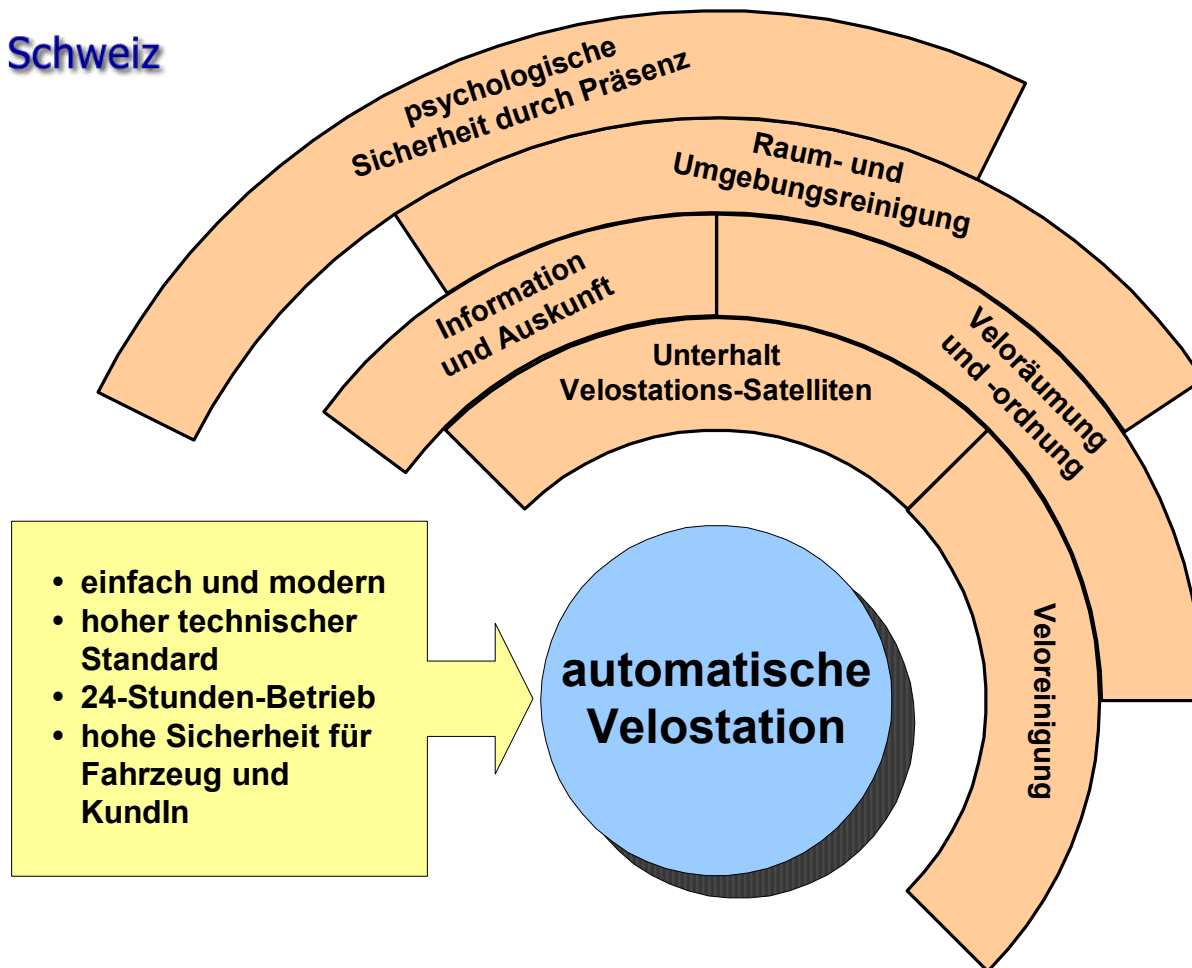 Schweiz
psychologische
Sicherheit durch Präsenz
Raum- und
Umgebungsreinigung
Information
und Auskunft
Veloräumung
und -ordnung
Unterhalt
Velostations-Satelliten
Veloreinigung
• einfach und modern
• hoher technischer
Standard
• 24-Stunden-Betrieb
• hohe Sicherheit für
Fahrzeug und
KundIn
automatische
Velostation